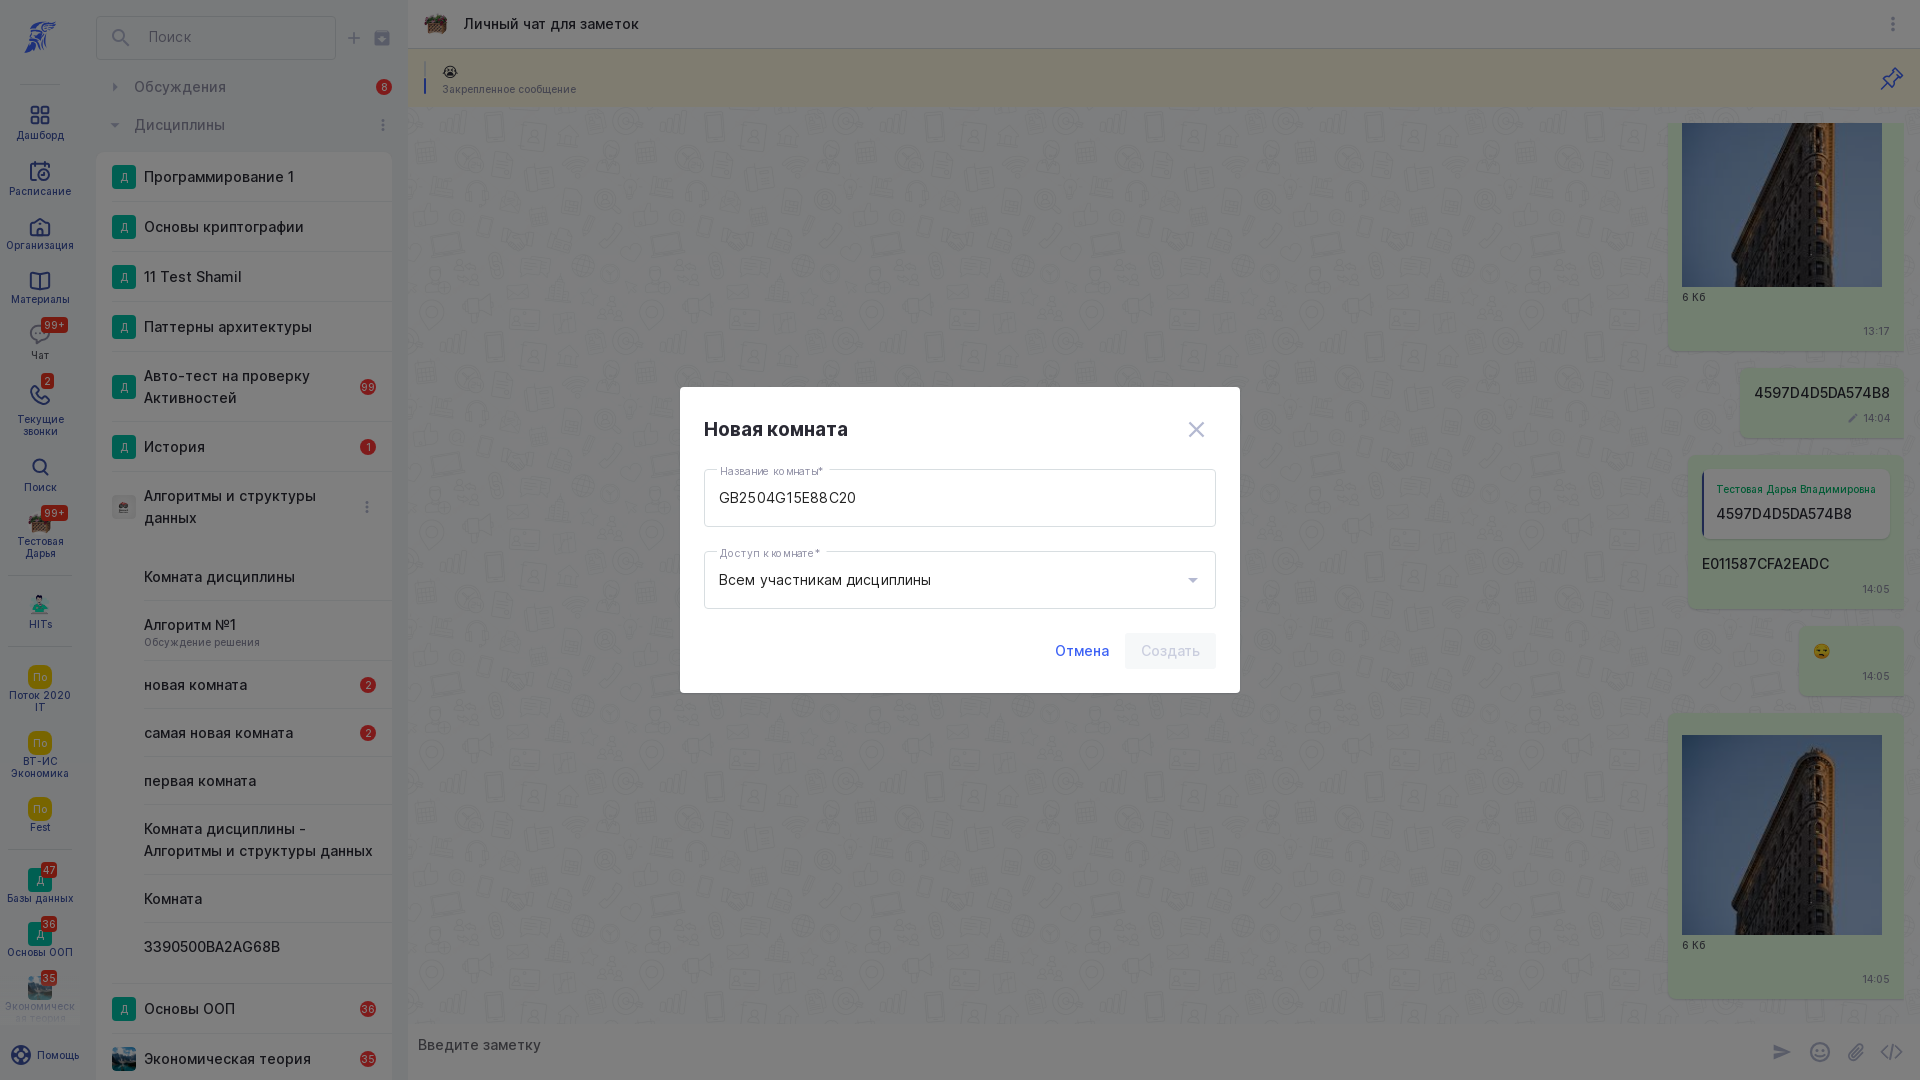 Поиск
Обсуждения
8
Дисциплины
Дашборд
Расписание
Организация
Материалы
99+
Чат
2
Текущие
звонки
Поиск
99+
Тестовая
Дарья
HITs
По
Поток 2020
IT
По
ВТ-ИС
Экономика
По
Fest
47
Д
Базы данных
36
Д
Основы ООП
35
Экономическ
ая теория
Помощь
Д
Программирование 1
Д
Основы криптографии
Д
11 Test Shamil
Д
Паттерны архитектуры
Д
Авто-тест на проверку
Активностей
99
Д
История
1
Алгоритмы и структуры
данных
Комната дисциплины
Алгоритм №1
Обсуждение решения
новая комната
2
самая новая комната
2
первая комната
Комната дисциплины -
Алгоритмы и структуры данных
Комната
3390500BA2AG68B
Д
Основы ООП
36
Экономическая теория
35
Личный чат для заметок
Закрепленное сообщение
6 Кб
13:17
4597D4D5DA574B8
14:04
Тестовая Дарья Владимировна
4597D4D5DA574B8
E011587CFA2EADC
14:05
14:05
6 Кб
14:05
Введите заметку
Новая комната
Название комнаты*
GB2504G15E88C20
Доступ к комнате*
Всем участникам дисциплины
Отмена
Создать